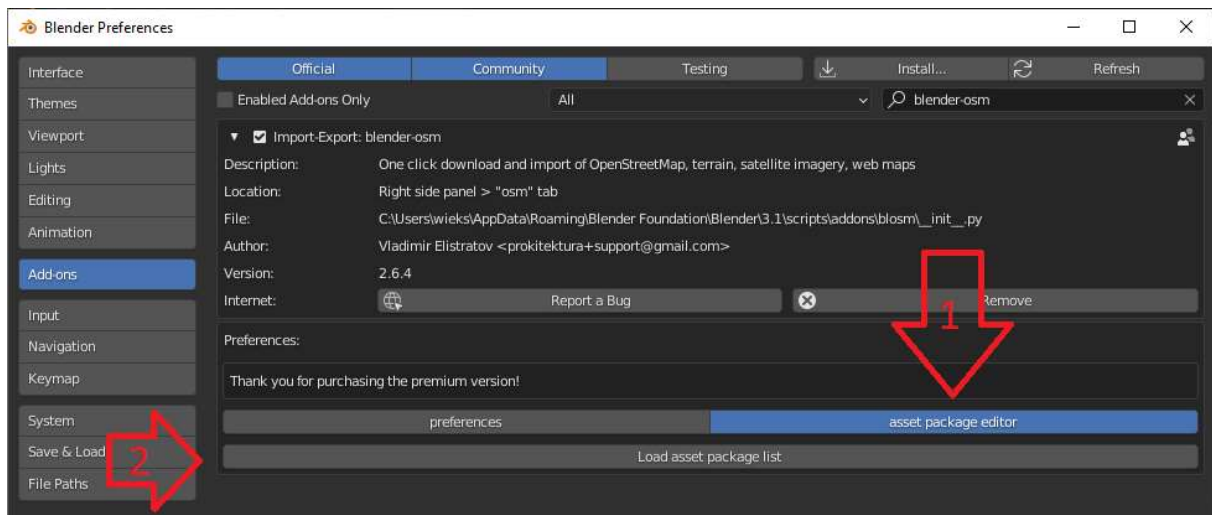 Blender Preferences
Interface
Themes
Viewport
Lights
Editing
Animation
Add-ons
Input
Navigation
Keymap
System
Save & Load
File Paths
Official Community Testing Install... Refresh
Enabled Add-ons Only All blender-osm
Import-Export: blender-osm
Description: One click download and import of OpenStreetMap, terrain, satellite imagery, web maps
Location: Right side panel > "osm" tab
File: C:\Users\wieks\AppData\Roaming\Blender Foundation\Blender\3.1\scripts\addons\blosm\__init__.py
Author: Vladimir Elistratov <prokitektura+support@gmail.com>
Version: 2.6.4
Internet: Report a Bug Remove
1
Preferences:
Thank you for purchasing the premium version!
preferences asset package editor
2
Load asset package list